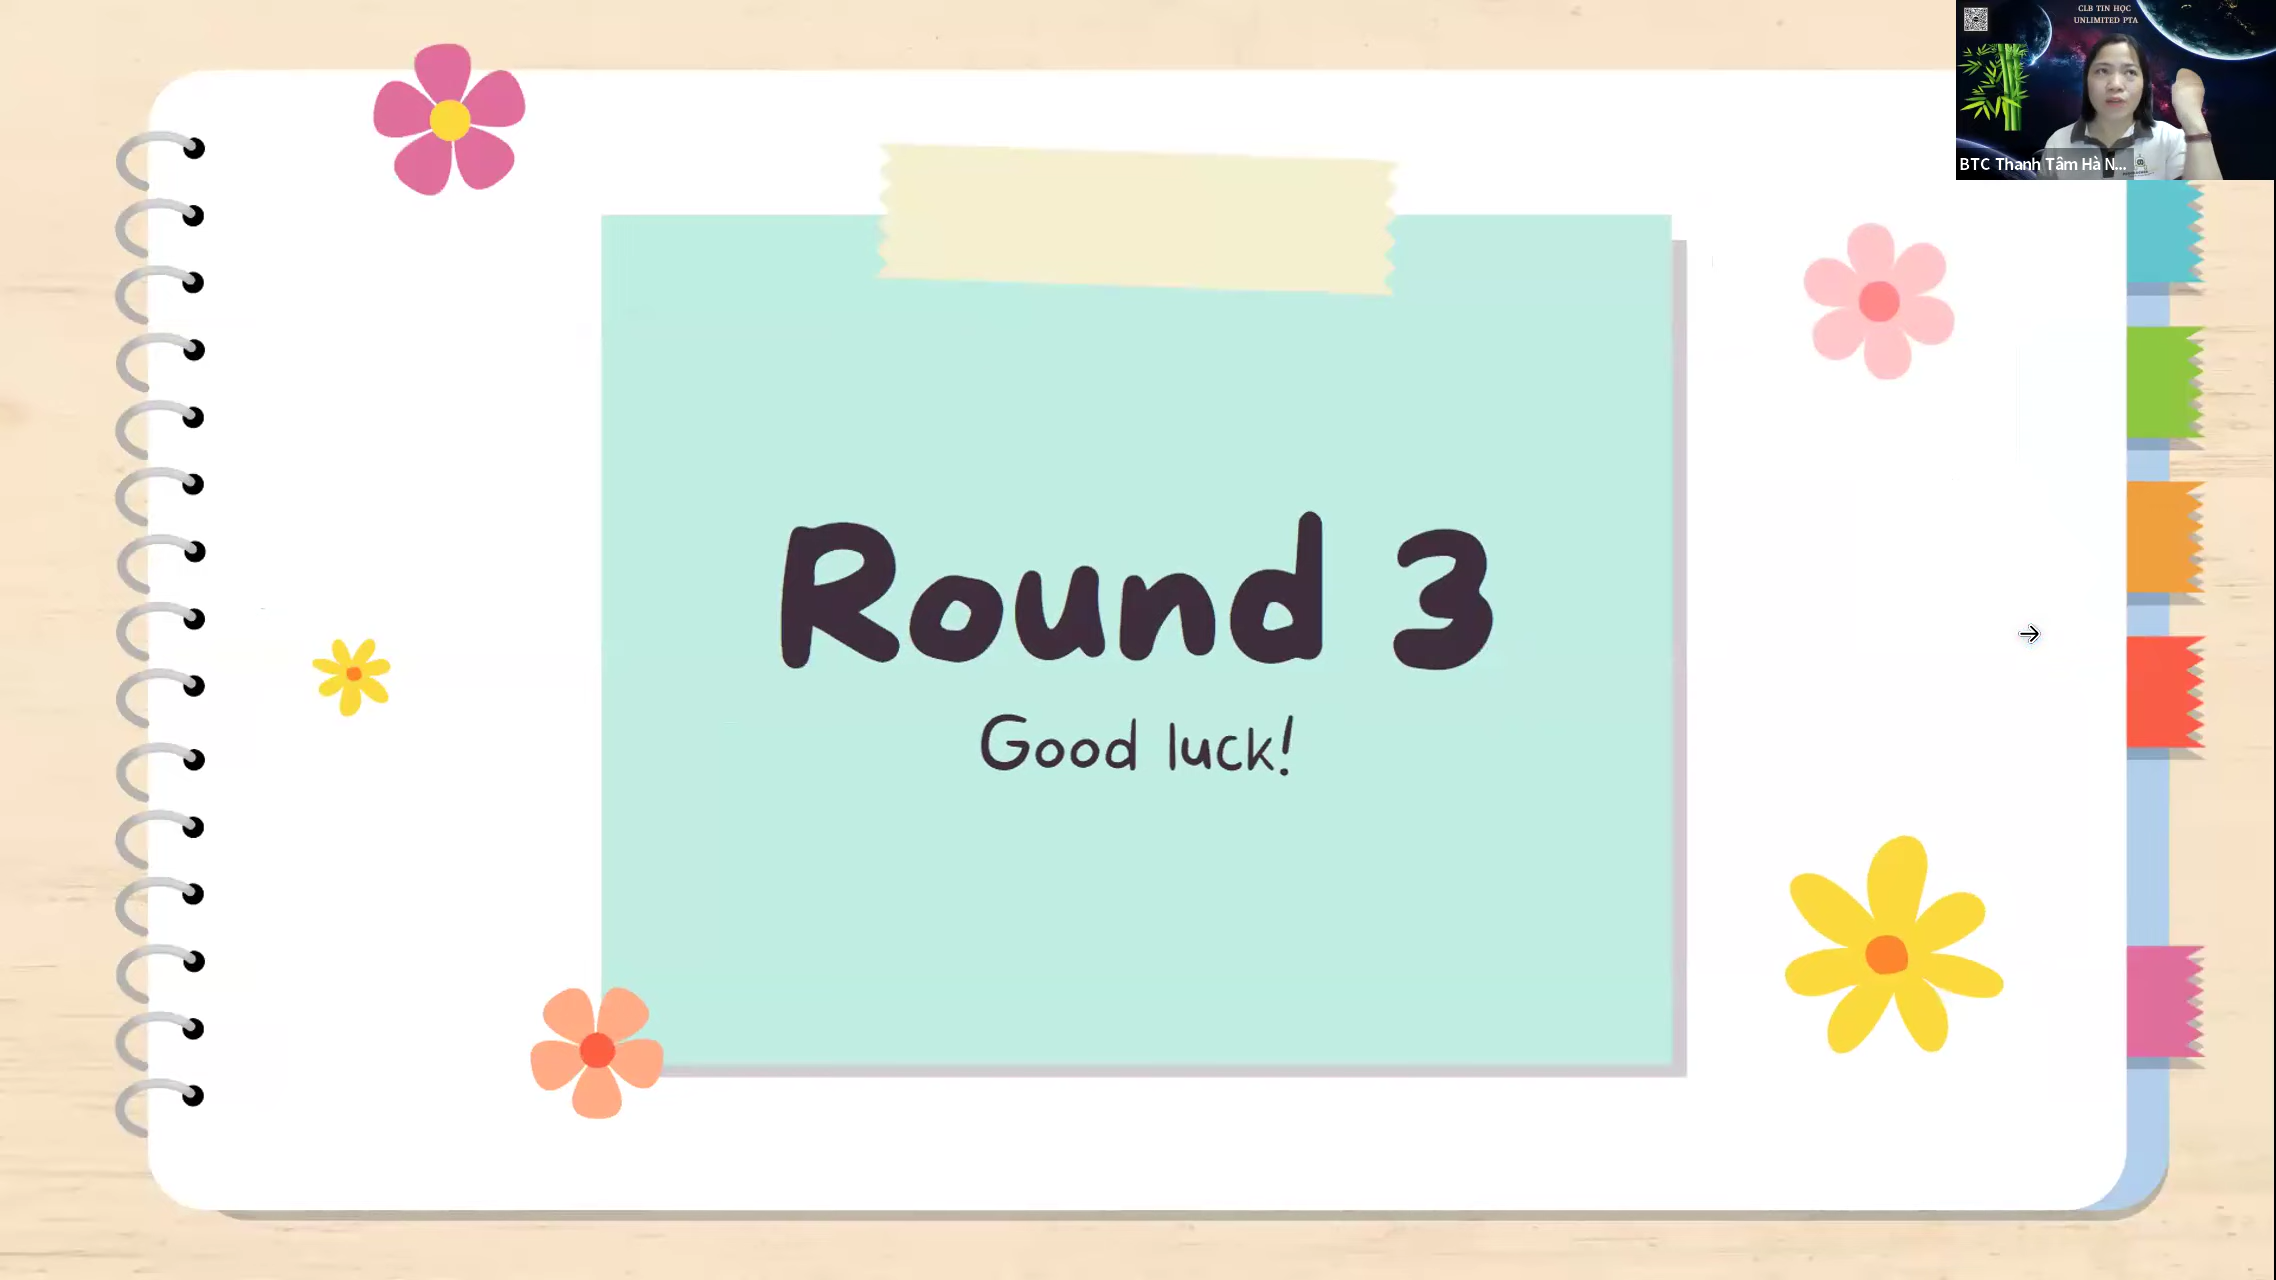 CLB TIN HỌC
UNLIMITED PTA
BTC Thanh Tâm Hà N...
Round 3
Good luck!